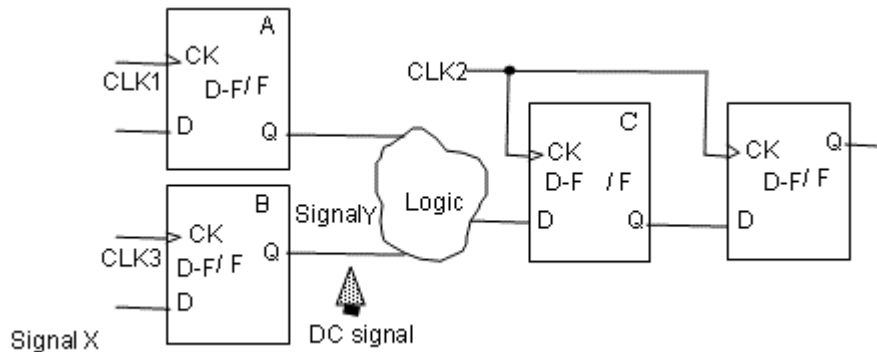 A
CK
CLK1
D-F/ F
D
Q
B
CK
CLK3
D-F/ F
Q
D
Signal X
SignalY
Logic
DC signal
CLK2
C
CK
D-F / F
D
Q
Q
CK
D-F/ F
D